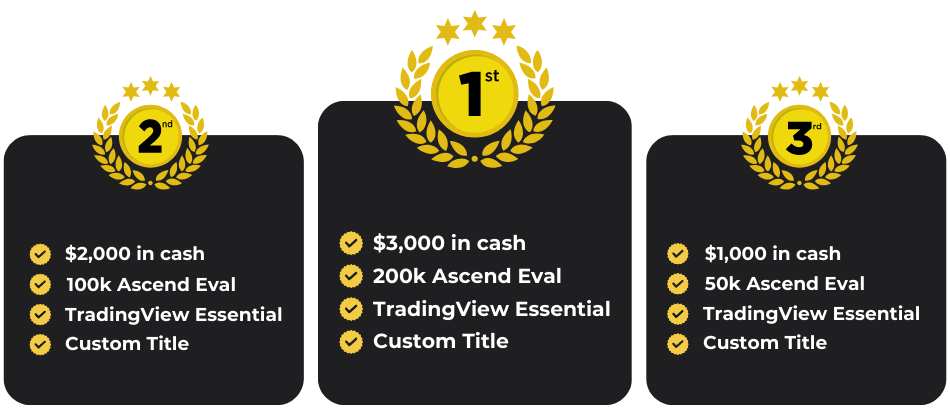 2nd
$2,000 in cash
100k Ascend Eval
TradingView Essential
Custom Title
1st
$3,000 in cash
200k Ascend Eval
TradingView Essential
Custom Title
3rd
$1,000 in cash
50k Ascend Eval
TradingView Essential
Custom Title